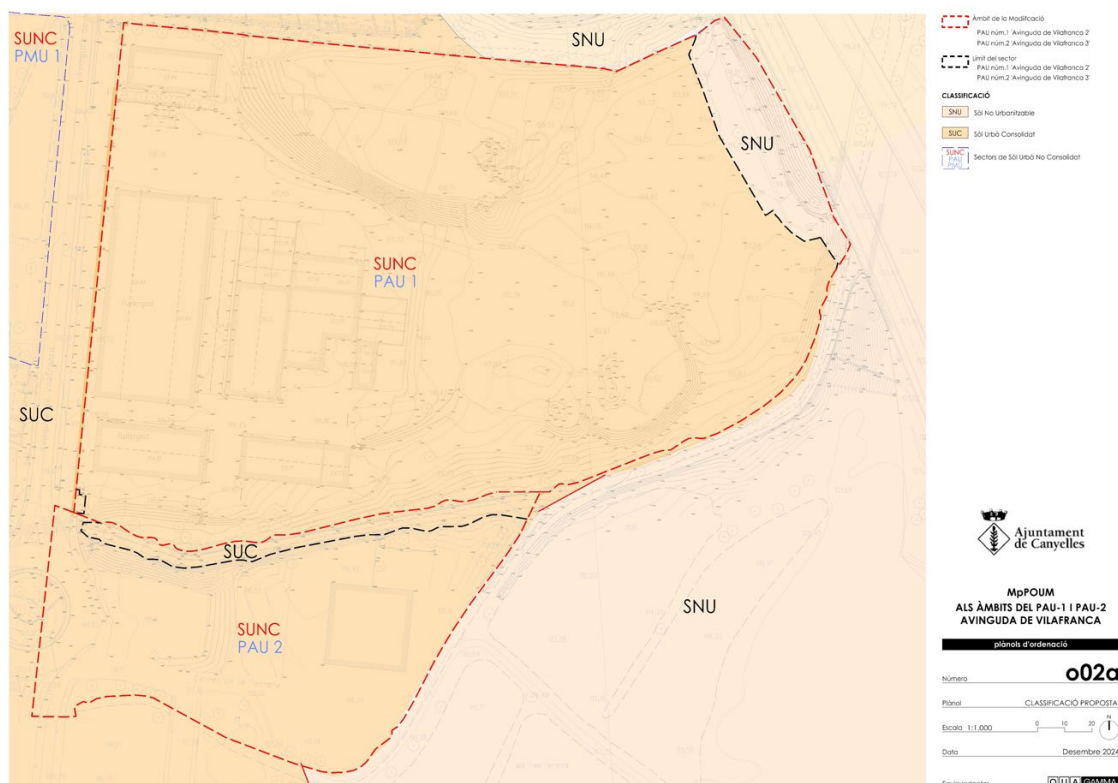 SUNC
PMU 1
SNU
SNU
SUNC
PAU 1
SUC
SUC
SUNC
PAU 2
SNU
Àmbit de la Modificació
PAU núm.1 'Avinguda de Vilafranca 2'
PAU núm.2 'Avinguda de Vilafranca 3'
Límit del sector
PAU núm.1 'Avinguda de Vilafranca 2'
PAU núm.2 'Avinguda de Vilafranca 3'
CLASSIFICACIÓ
SNU Sòl No Urbanitzable
SUC Sòl Urbà Consolidat
SUNC
PAU
PMU
Sectors de Sòl Urbà No Consolidat
Ajuntament
de Canyelles
MpPOUM
ALS ÀMBITS DEL PAU-1 I PAU-2
AVINGUDA DE VILAFRANCA
plànols d'ordenació
Número o02a
Plànol CLASSIFICACIÓ PROPOSTA
Escala 1:1.000 0 10 20 N
Data Desembre 2024